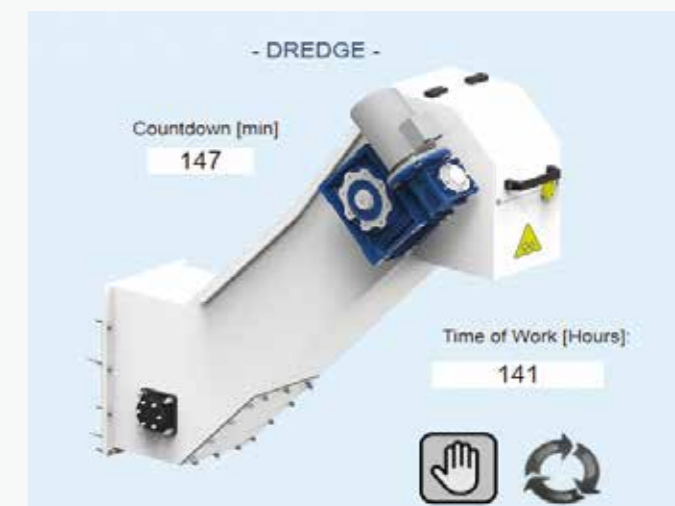 - DREDGE -
Countdown [min]
147
Time of Work [Hours]:
141